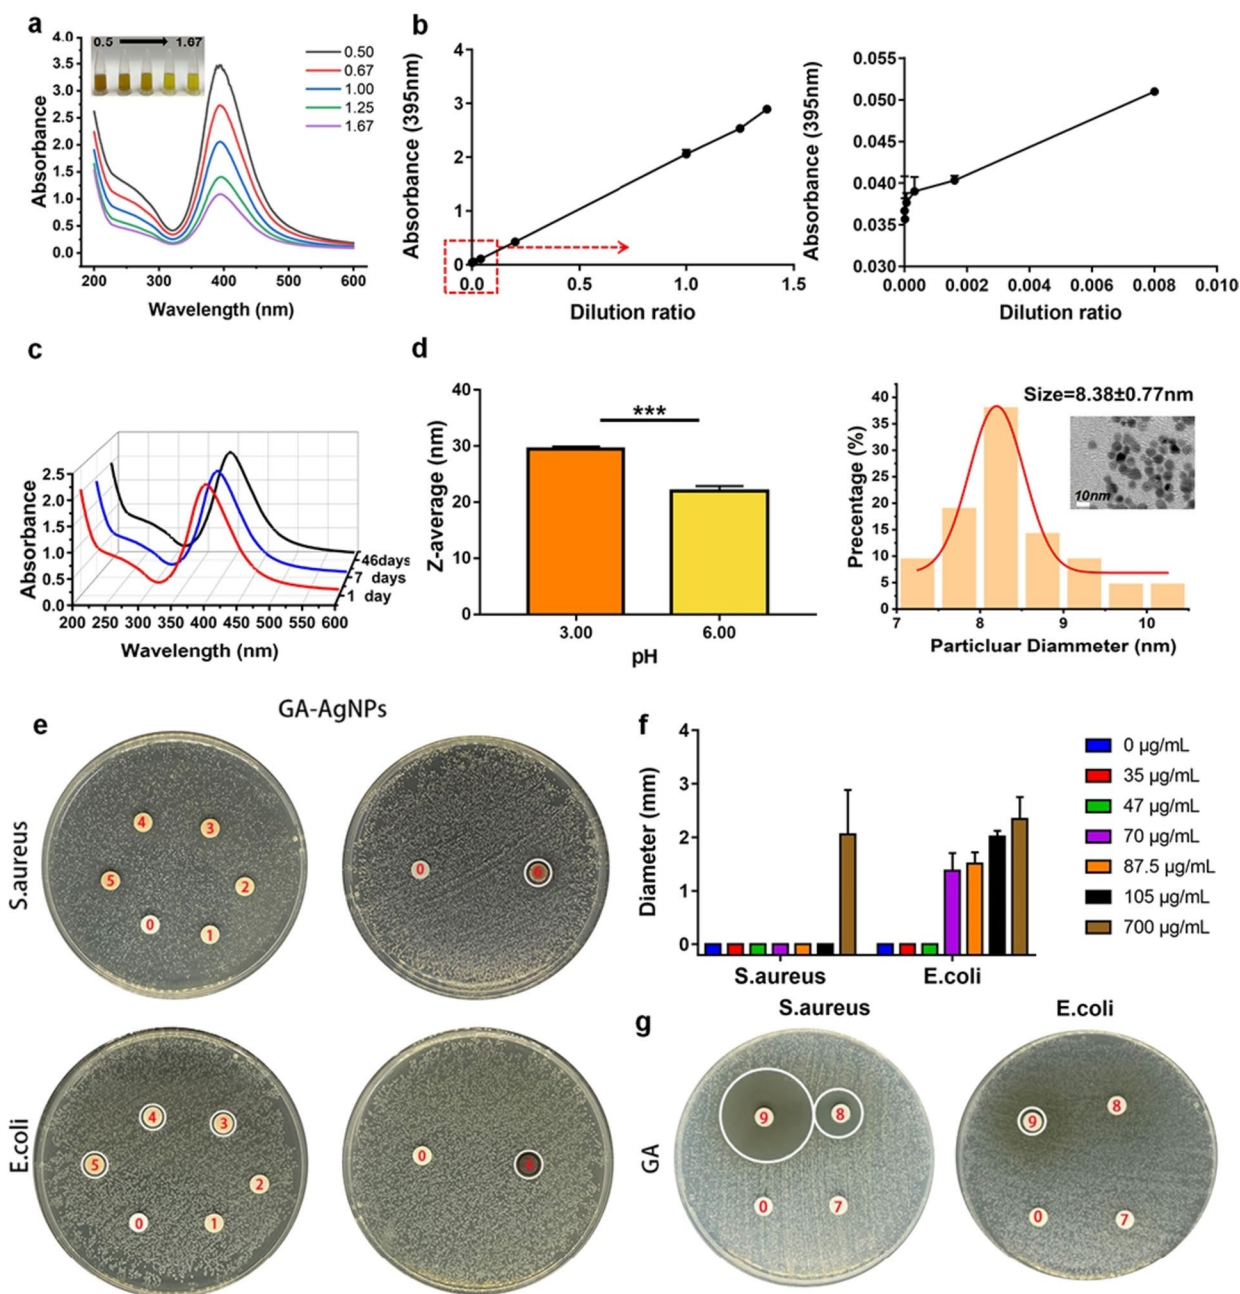 a
0.5 1.67
4.0
3.5
3.0
2.5
2.0
1.5
1.0
0.5
0.0
Absorbance
200 300 400 500 600
Wavelength (nm)
0.50
0.67
1.00
1.25
1.67
b
4
3
2
1
0
Absorbance (395nm)
0.0 0.5 1.0 1.5
Dilution ratio
0.055
0.050
0.045
0.040
0.035
0.030
Absorbance (395nm)
0.000 0.002 0.004 0.006 0.008 0.010
Dilution ratio
c
2.5
2.0
1.5
1.0
0.5
0.0
Absorbance
200 250 300 350 400 450 500 550 600
Wavelength (nm)
46days
7 days
1 day
d
40
30
20
10
0
Z-average (nm)
***
3.00 6.00
pH
Size=8.38±0.77nm
10nm
40
35
30
25
20
15
10
5
0
Precentage (%)
7 8 9 10
Particluar Diammeter (nm)
e
GA-AgNPs
S.aureus
4 3
5 2
0 1
0 6
E.coli
4 3
5 2
0 1
0
f
4
3
2
1
0
Diameter (mm)
S.aureus E.coli
0 µg/mL
35 µg/mL
47 µg/mL
70 µg/mL
87.5 µg/mL
105 µg/mL
700 µg/mL
g
S.aureus E.coli
GA
9 8
0 7
9 8
0 7